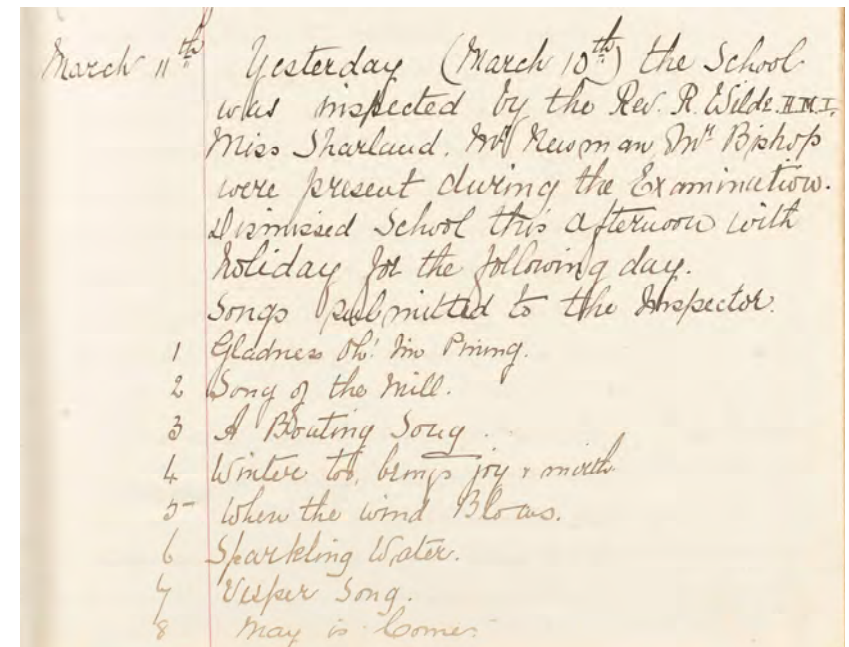 March 11th Yesterday (March 10th) the School
was inspected by the Rev. R. Wilde. H.M.I.
Miss Sharland. Mr Newman Mr Bishop
were present during the Examination.
Dismissed School this afternoon with
holiday for the following day.
Songs submitted to the Inspector.
1 Gladness Oh! I'm Pining.
2 Song of the Mill.
3 A Boating Song.
4 Winter too, brings joy & mirth
5 When the wind Blows.
6 Sparkling Water.
7 Vesper Song.
8 May is Come.